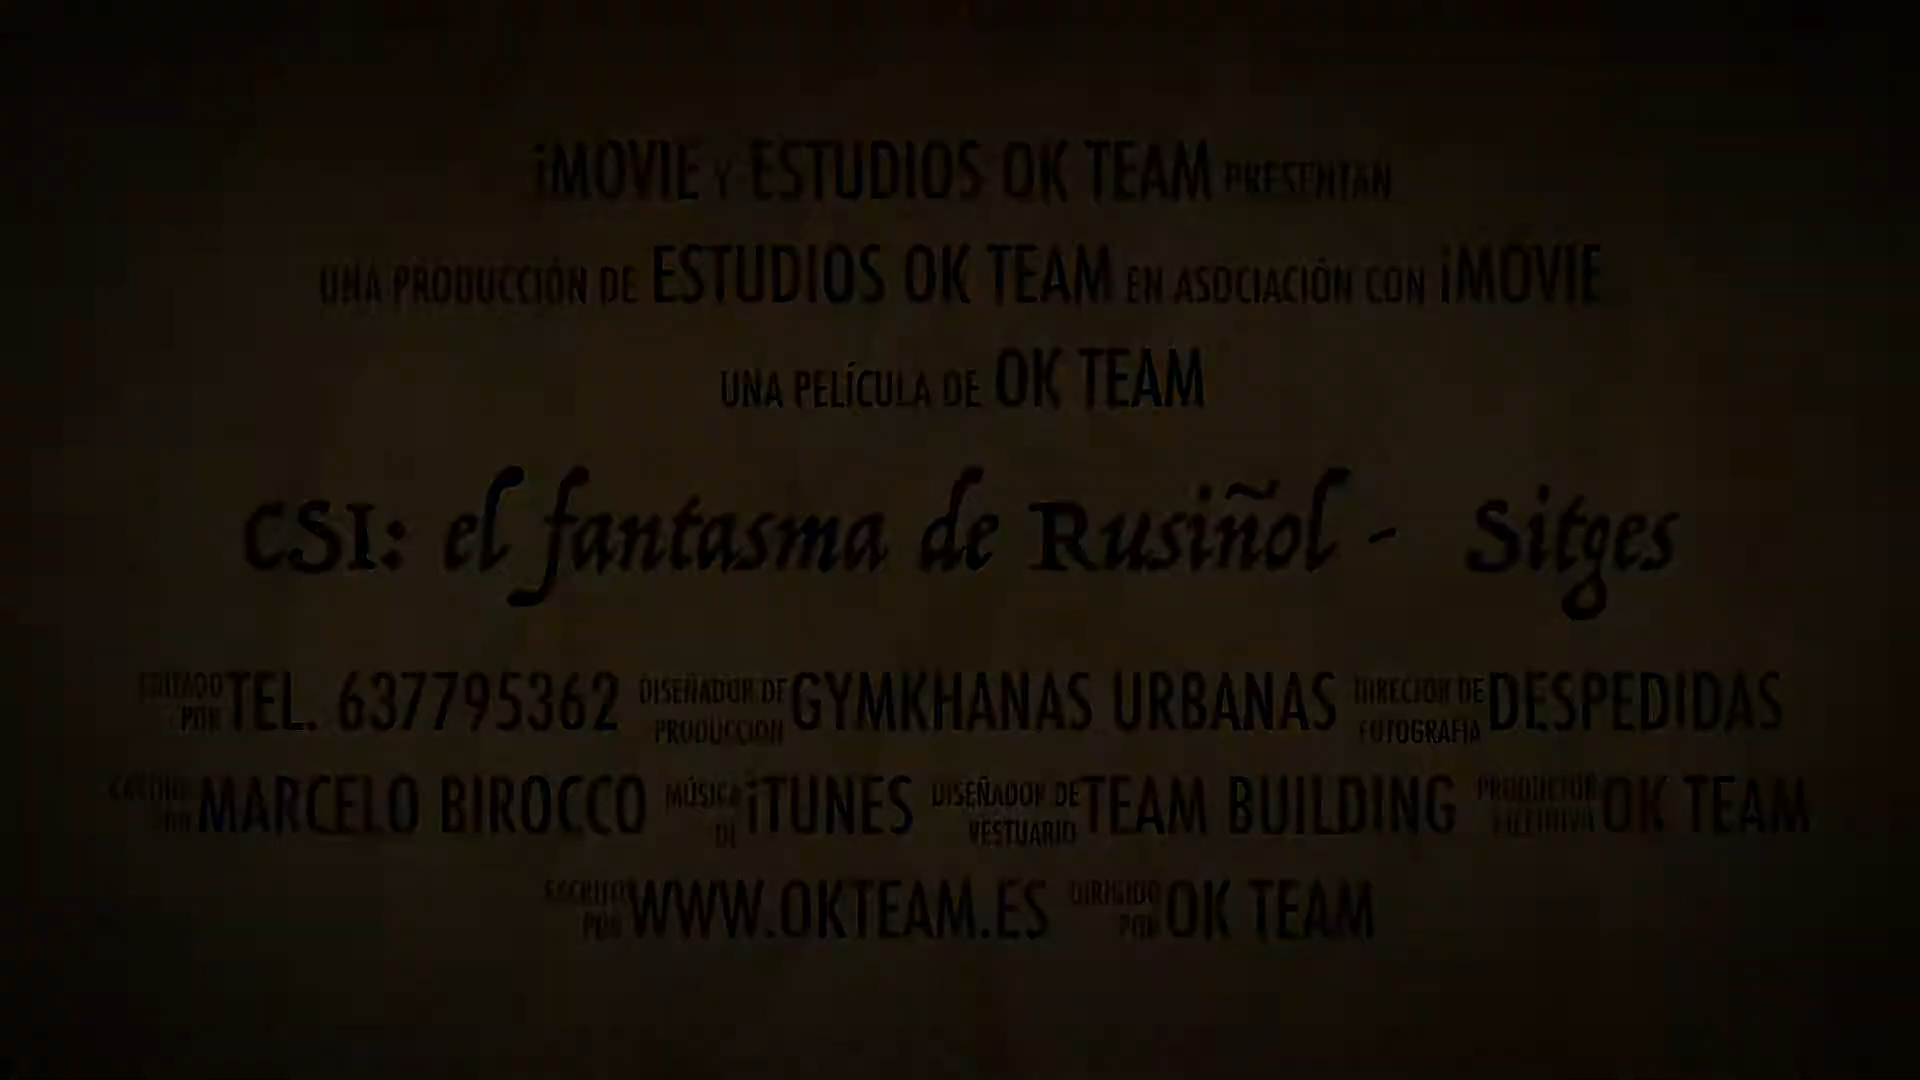 iMOVIE Y ESTUDIOS OK TEAM PRESENTAN
UNA PRODUCCIÓN DE ESTUDIOS OK TEAM EN ASOCIACIÓN CON iMOVIE
UNA PELÍCULA DE OK TEAM
CSI: el fantasma de Rusiñol - Sitges
EDITADO POR TEL. 637795362 DISEÑADOR DE PRODUCCIÓN GYMKHANAS URBANAS DIRECTOR DE FOTOGRAFÍA DESPEDIDAS
CASTING POR MARCELO BIROCCO MÚSICA DE iTUNES DISEÑADOR DE VESTUARIO TEAM BUILDING PRODUCTOR EJECUTIVO OK TEAM
ESCRITO POR WWW.OKTEAM.ES DIRIGIDO POR OK TEAM